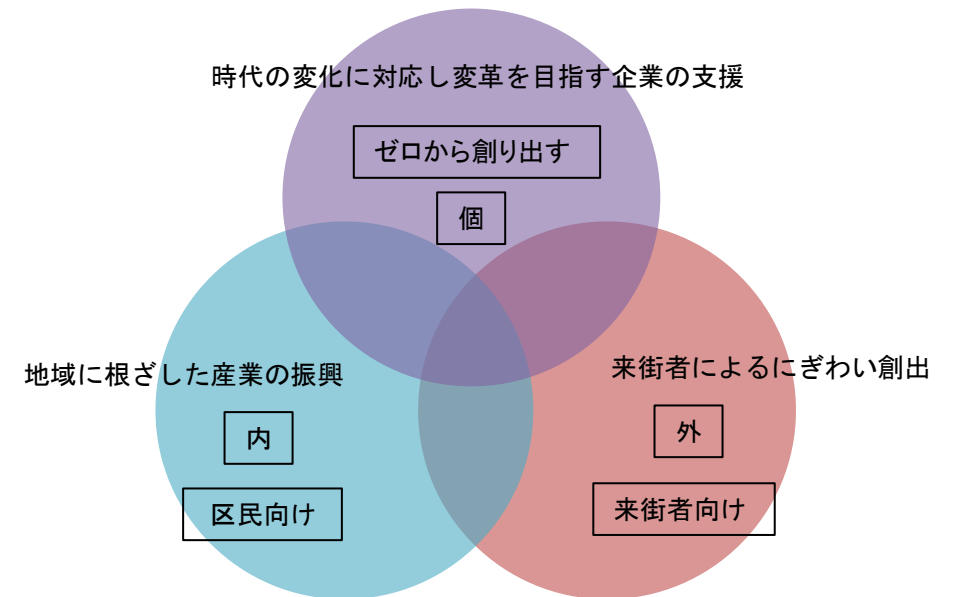 時代の変化に対応し変革を目指す企業の支援
ゼロから創り出す
個
地域に根ざした産業の振興
内
区民向け
来街者によるにぎわい創出
外
来街者向け